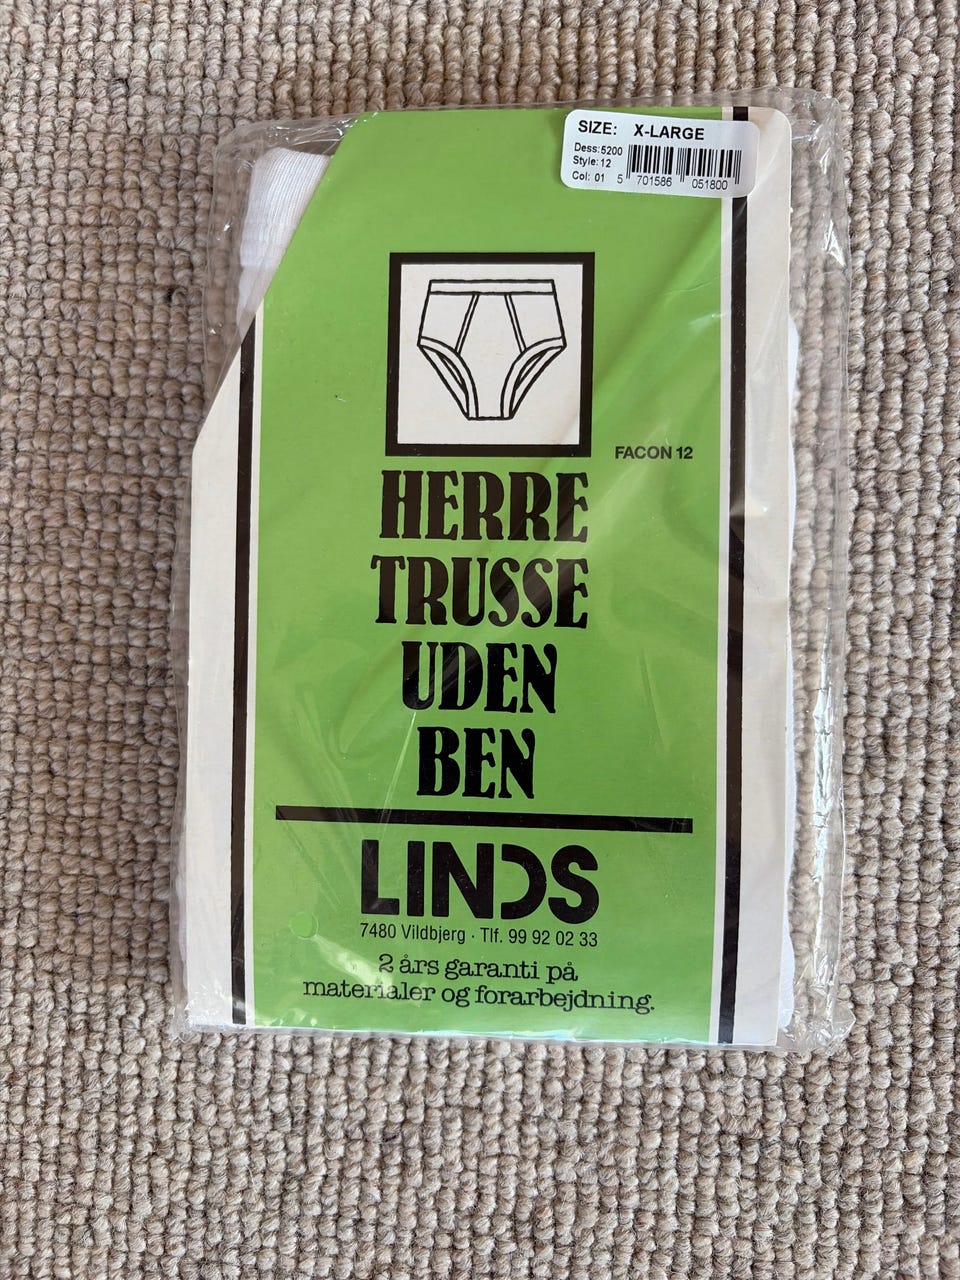 SIZE: X-LARGE
Dess:5200
Style: 12
Col: 01
5 701586 051800
FACON 12
HERRE
TRUSSE
UDEN
BEN
LINDS
7480 Vildbjerg · Tlf. 99 92 02 33
2 års garanti på
materialer og forarbejdning.